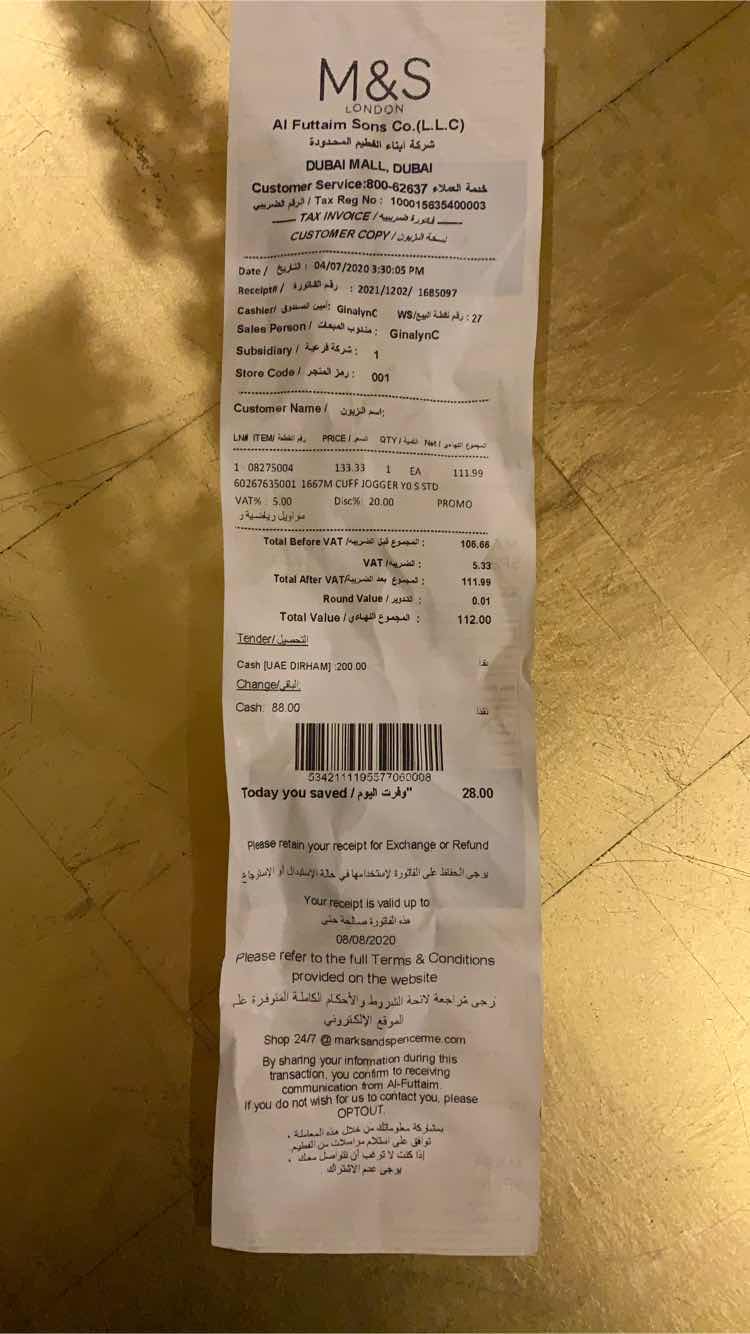 M&S
LONDON
Al Futtaim Sons Co.(L.L.C)
شركة ابناء الفطيم المحدودة
DUBAI MALL, DUBAI
Customer Service:800-62637 خدمة العملاء
الرقم الضريبي / Tax Reg No : 100015635400003
TAX INVOICE / فاتورة ضريبيه
CUSTOMER COPY / نسخة الزبون
Date / التاريخ : 04/07/2020 3:30:05 PM
Receipt# / رقم الفاتورة : 2021/1202/ 1685097
Cashier/ أمين الصندوق: GinalynC WS/رقم نقطة البيع : 27
Sales Person / مندوب المبيعات : GinalynC
Subsidiary / شركة فرعية : 1
Store Code / رمز المتجر : 001
Customer Name / اسم الزبون:
LN# ITEM/ رقم القطعة PRICE / السعر QTY / الكمية Net / المجموع النهادي
1 08275004 133.33 1 EA 111.99
60267635001 1667M CUFF JOGGER Y0 S STD
VAT% 5.00 Disc% 20.00 PROMO
سراويل رياضية ر
Total Before VAT / المجموع قبل الضريبه : 106.66
VAT / الضريبه : 5.33
Total After VAT/ المجموع بعد الضريبة : 111.99
Round Value / التدوير : 0.01
Total Value / المجموع النهادي : 112.00
Tender/ التحصيل
Cash [UAE DIRHAM] :200.00 نقدا
Change/الباقي
Cash: 88.00 نقدا
5342111195577060008
Today you saved / وفرت اليوم" 28.00
Please retain your receipt for Exchange or Refund
يرجى الحفاظ على الفاتورة لإستخدامها في حالة الإستبدال أو الإسترجاع
Your receipt is valid up to
هذه الفاتورة صالحة حتى
08/08/2020
Please refer to the full Terms & Conditions
provided on the website
رجى مراجعة لائحة الشروط والأحكام الكاملة المتوفرة على
الموقع الإلكتروني
Shop 24/7 @ marksandspencerme.com
By sharing your information during this
transaction, you confirm to receiving
communication from Al-Futtaim.
If you do not wish for us to contact you, please
OPTOUT.
بمشاركة معلوماتك من خلال هذه المعاملة ،
توافق على استلام مراسلات من الفطيم.
إذا كنت لا ترغب أن نتواصل معك ،
يرجى عدم الاشتراك